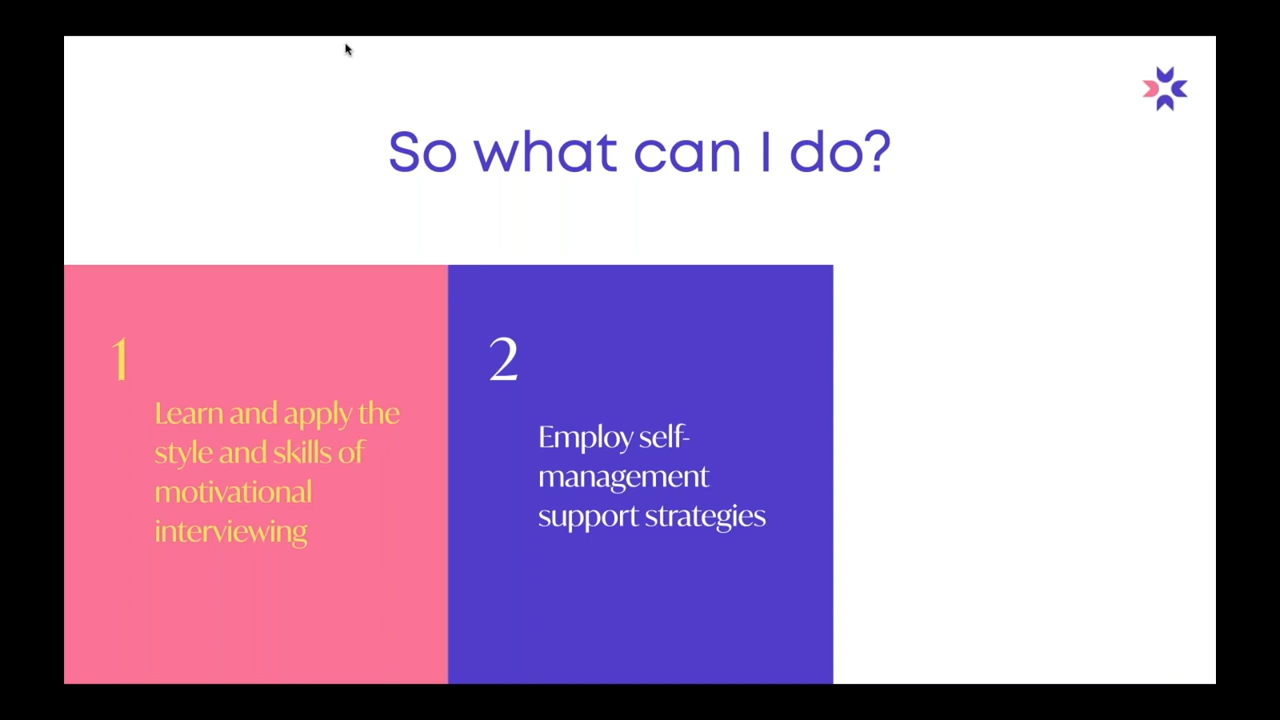 So what can I do?
1
Learn and apply the
style and skills of
motivational
interviewing
2
Employ self-
management
support strategies